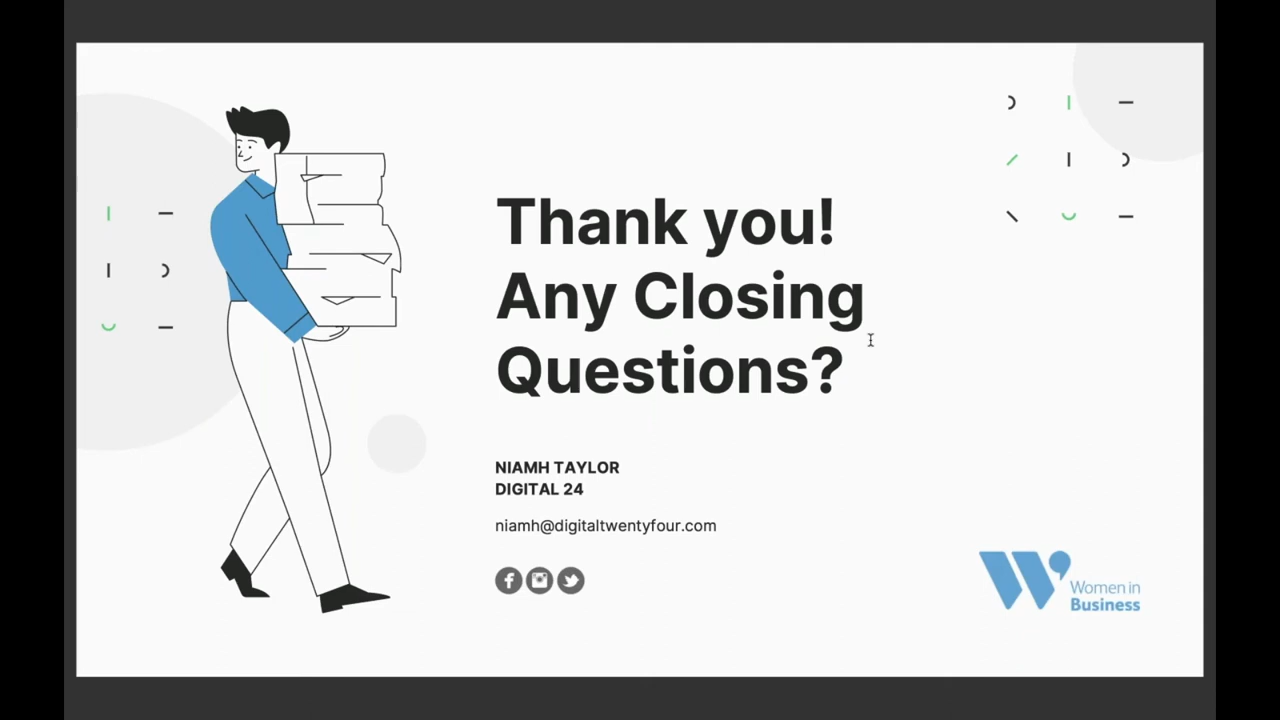 Thank you!
Any Closing
Questions?
NIAMH TAYLOR
DIGITAL 24
niamh@digitaltwentyfour.com
Women in
Business